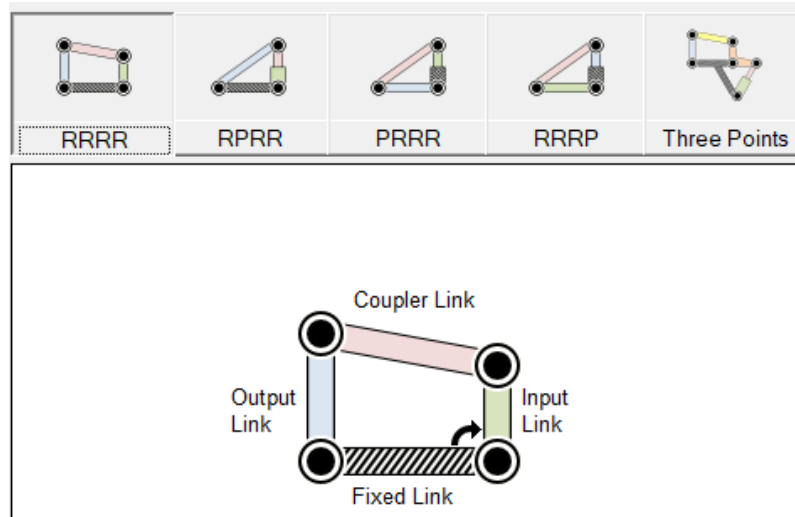 RRRR
RPRR
PRRR
RRRP
Three Points
Coupler Link
Output
Link
Input
Link
Fixed Link